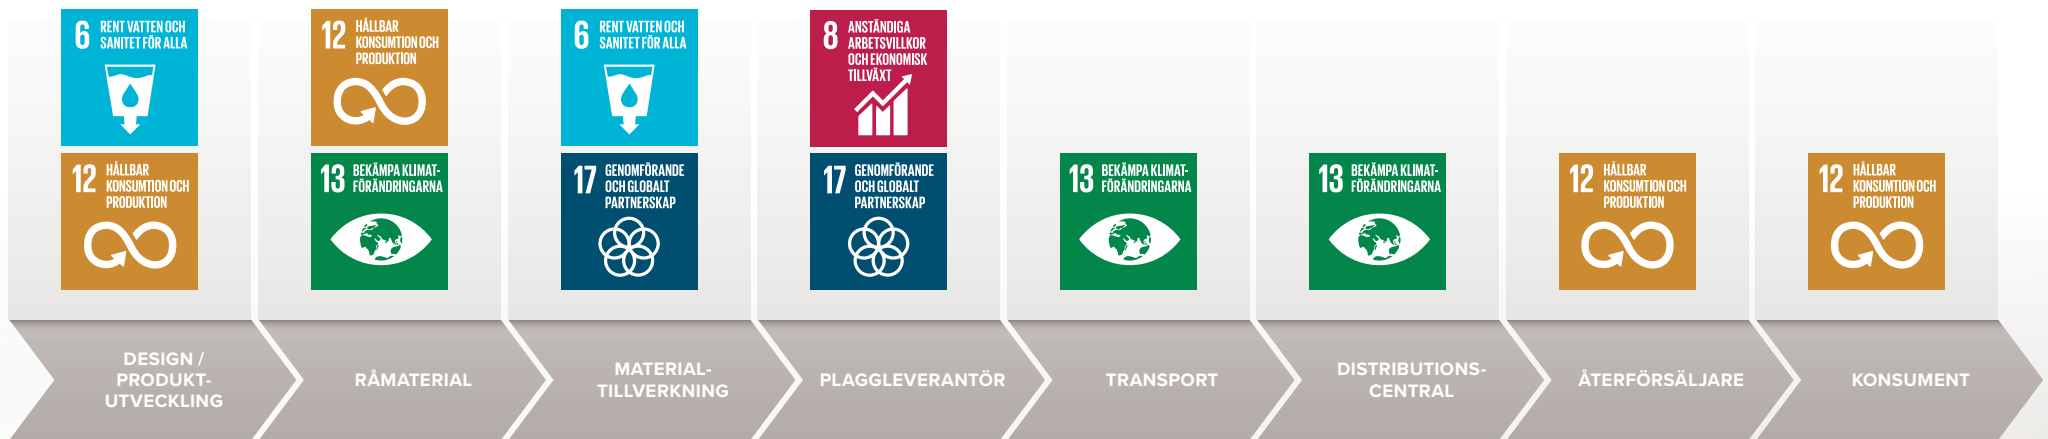 6 RENT VATTEN OCH
SANITET FÖR ALLA
12 HÅLLBAR
KONSUMTION OCH
PRODUKTION
12 HÅLLBAR
KONSUMTION OCH
PRODUKTION
13 BEKÄMPA KLIMAT-
FÖRÄNDRINGARNA
6 RENT VATTEN OCH
SANITET FÖR ALLA
17 GENOMFÖRANDE
OCH GLOBALT
PARTNERSKAP
8 ANSTÄNDIGA
ARBETSVILLKOR
OCH EKONOMISK
TILLVÄXT
17 GENOMFÖRANDE
OCH GLOBALT
PARTNERSKAP
13 BEKÄMPA KLIMAT-
FÖRÄNDRINGARNA
13 BEKÄMPA KLIMAT-
FÖRÄNDRINGARNA
12 HÅLLBAR
KONSUMTION OCH
PRODUKTION
12 HÅLLBAR
KONSUMTION OCH
PRODUKTION
DESIGN /
PRODUKT-
UTVECKLING
RÅMATERIAL
MATERIAL-
TILLVERKNING
PLAGGLEVERANTÖR
TRANSPORT
DISTRIBUTIONS-
CENTRAL
ÅTERFÖRSÄLJARE
KONSUMENT